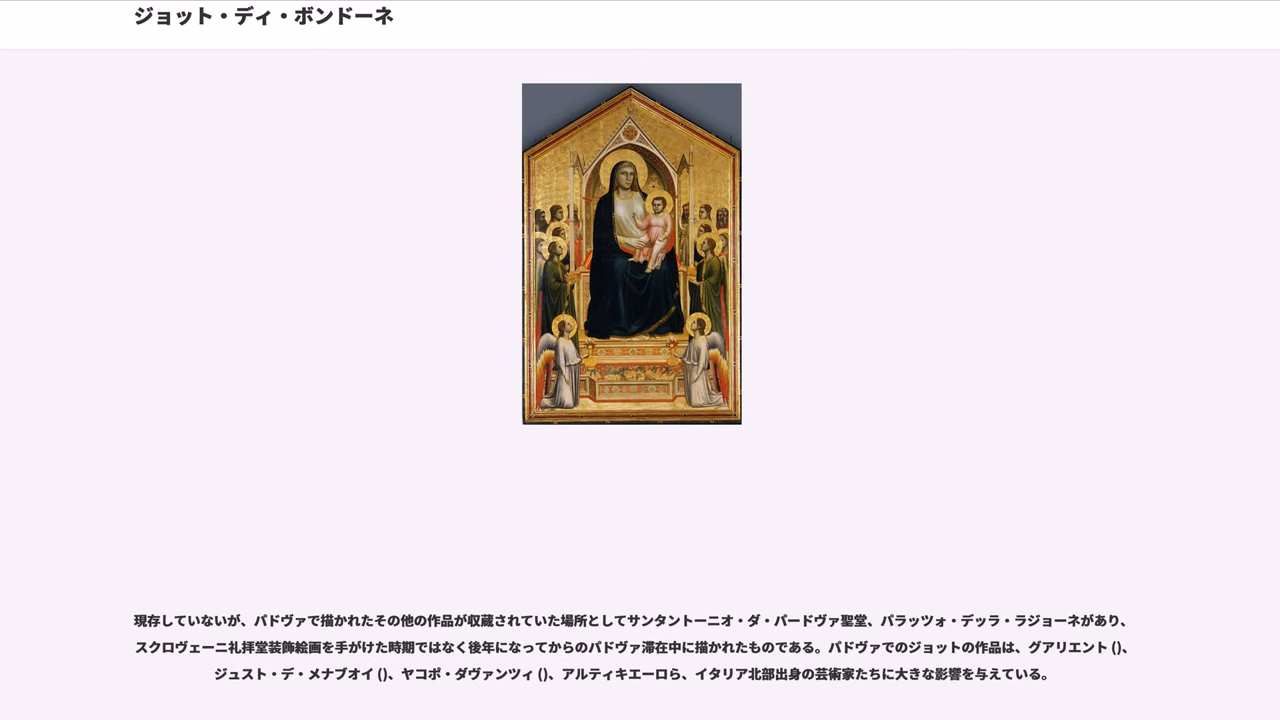 ジョット・ディ・ボンドーネ
現存していないが、パドヴァで描かれたその他の作品が収蔵されていた場所としてサンタントーニオ・ダ・パードヴァ聖堂、パラッツォ・デッラ・ラジョーネがあり、
スクロヴェーニ礼拝堂装飾絵画を手がけた時期ではなく後年になってからのパドヴァ滞在中に描かれたものである。パドヴァでのジョットの作品は、グアリエント ()、
ジュスト・デ・メナブオイ ()、ヤコポ・ダヴァンツィ ()、アルティキエーロら、イタリア北部出身の芸術家たちに大きな影響を与えている。